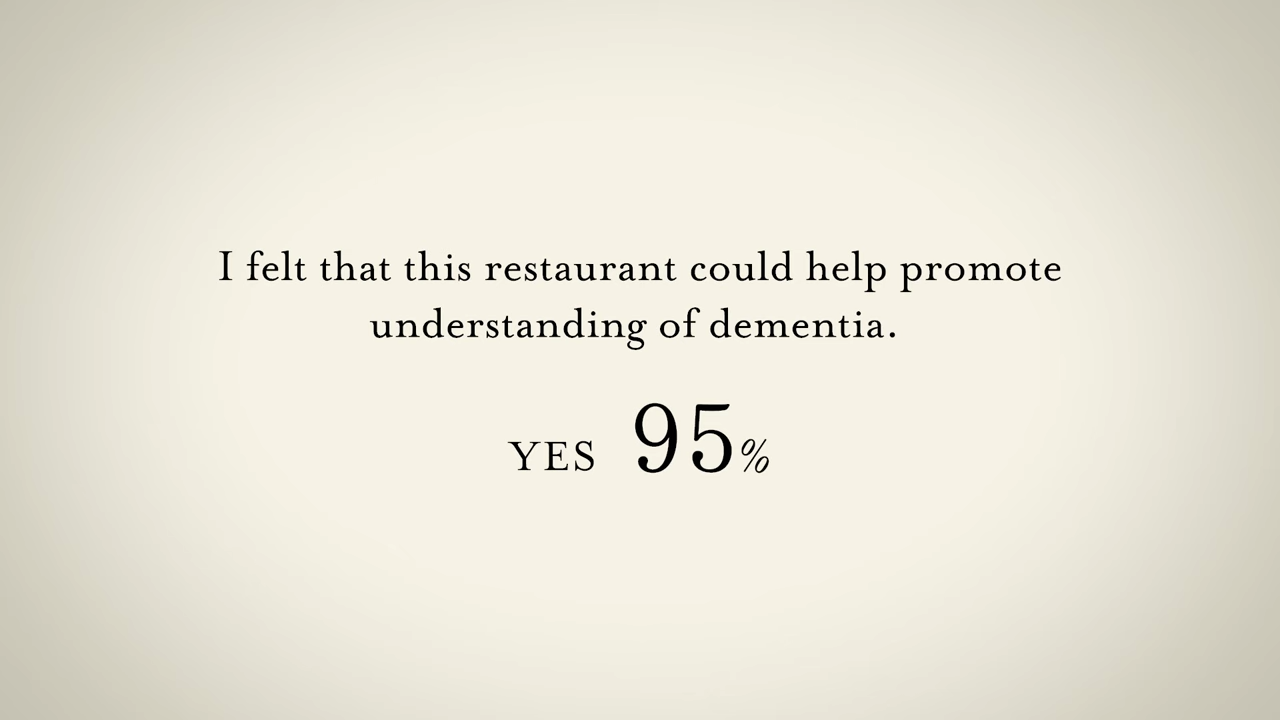 I felt that this restaurant could help promote
understanding of dementia.
YES 95%